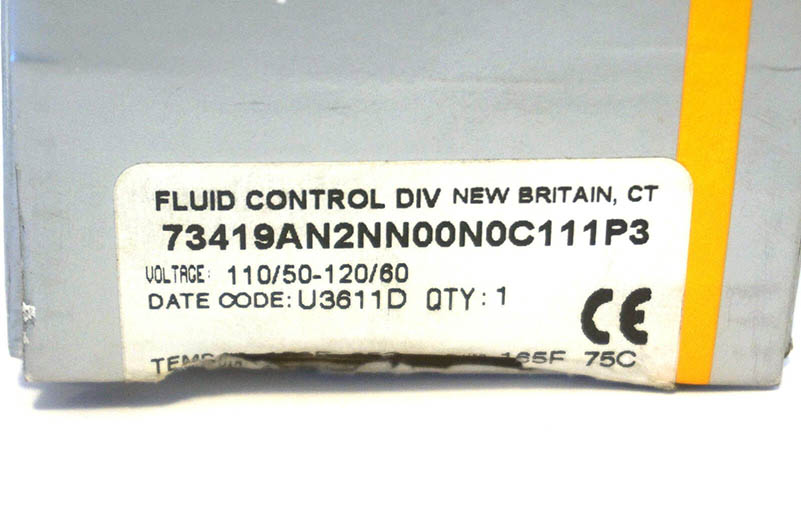 FLUID CONTROL DIV NEW BRITAIN, CT
73419AN2NN00N0C111P3
VOLTAGE: 110/50-120/60
DATE CODE: U3611D QTY: 1
CE
165F 75C